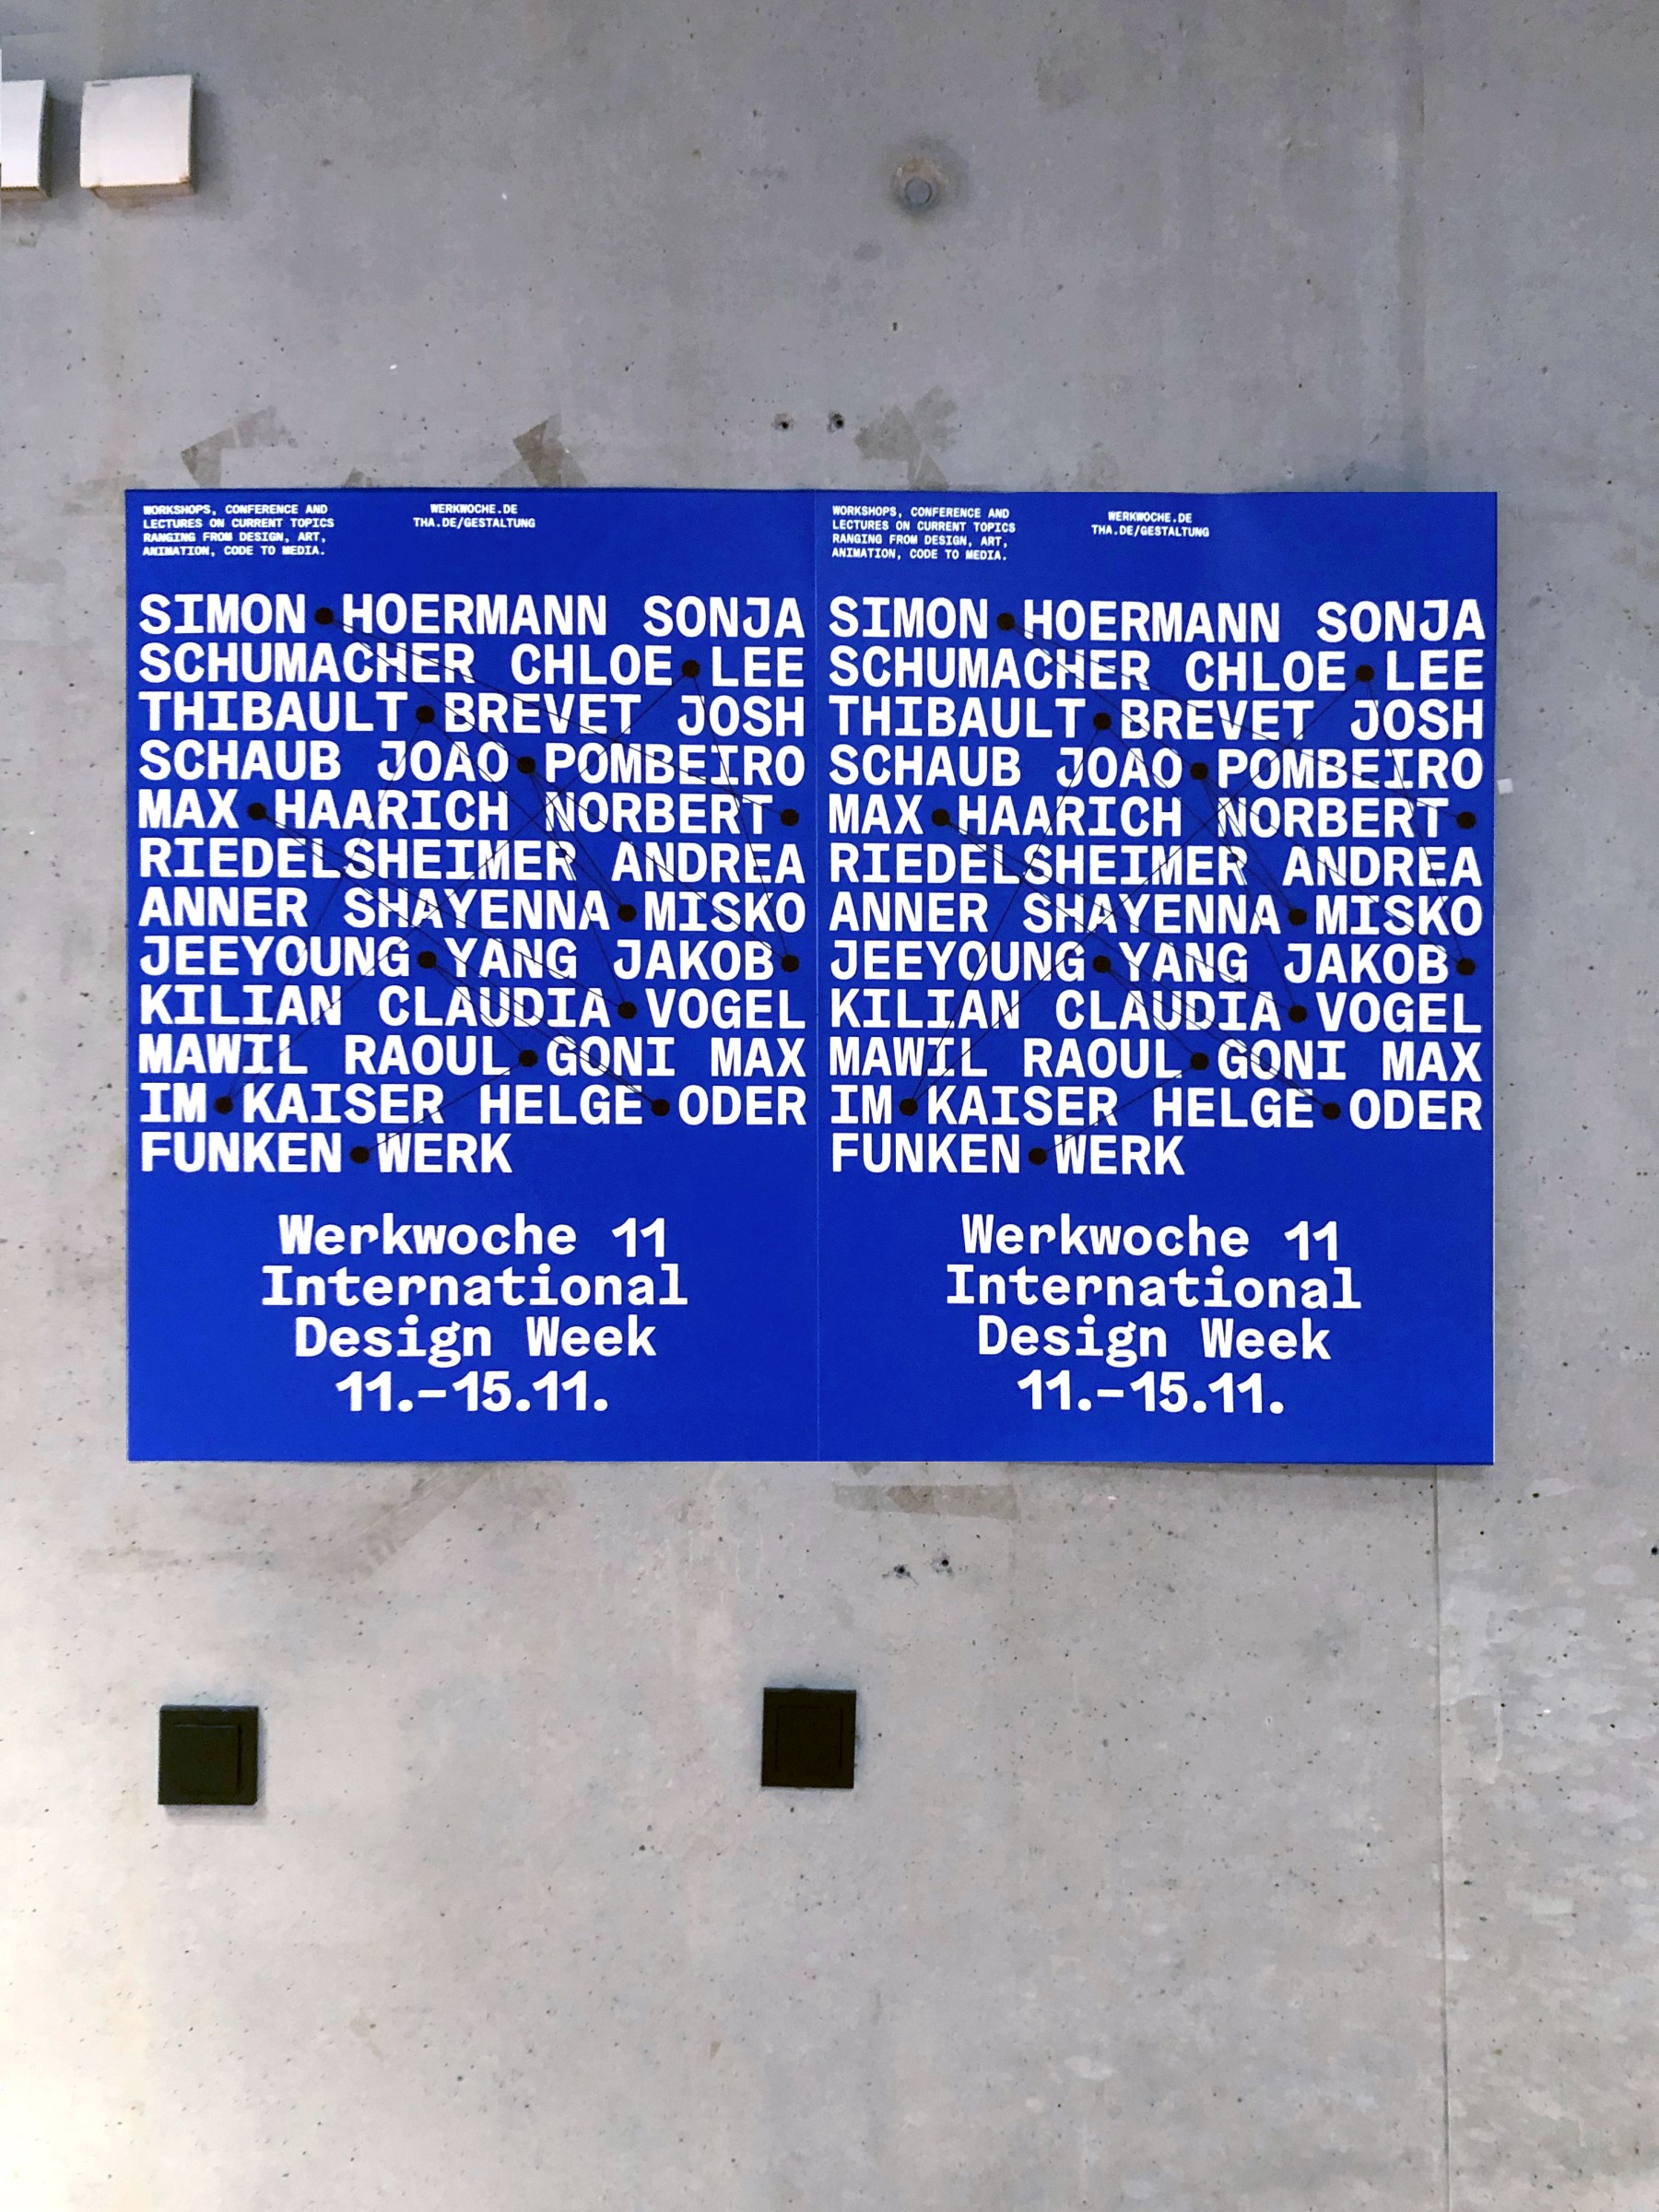 WORKSHOPS, CONFERENCE AND
LECTURES ON CURRENT TOPICS
RANGING FROM DESIGN, ART,
ANIMATION, CODE TO MEDIA.
WERKWOCHE.DE
THA.DE/GESTALTUNG
SIMON•HOERMANN SONJA
SCHUMACHER CHLOE•LEE
THIBAULT•BREVET JOSH
SCHAUB JOAO•POMBEIRO
MAX•HAARICH NORBERT•
RIEDELSHEIMER ANDREA
ANNER SHAYENNA•MISKO
JEEYOUNG•YANG JAKOB•
KILIAN CLAUDIA•VOGEL
MAWIL RAOUL•GONI MAX
IM•KAISER HELGE•ODER
FUNKEN•WERK
Werkwoche 11
International
Design Week
11.–15.11.
WORKSHOPS, CONFERENCE AND
LECTURES ON CURRENT TOPICS
RANGING FROM DESIGN, ART,
ANIMATION, CODE TO MEDIA.
WERKWOCHE.DE
THA.DE/GESTALTUNG
SIMON•HOERMANN SONJA
SCHUMACHER CHLOE•LEE
THIBAULT•BREVET JOSH
SCHAUB JOAO•POMBEIRO
MAX•HAARICH NORBERT•
RIEDELSHEIMER ANDREA
ANNER SHAYENNA•MISKO
JEEYOUNG•YANG JAKOB•
KILIAN CLAUDIA•VOGEL
MAWIL RAOUL•GONI MAX
IM•KAISER HELGE•ODER
FUNKEN•WERK
Werkwoche 11
International
Design Week
11.–15.11.